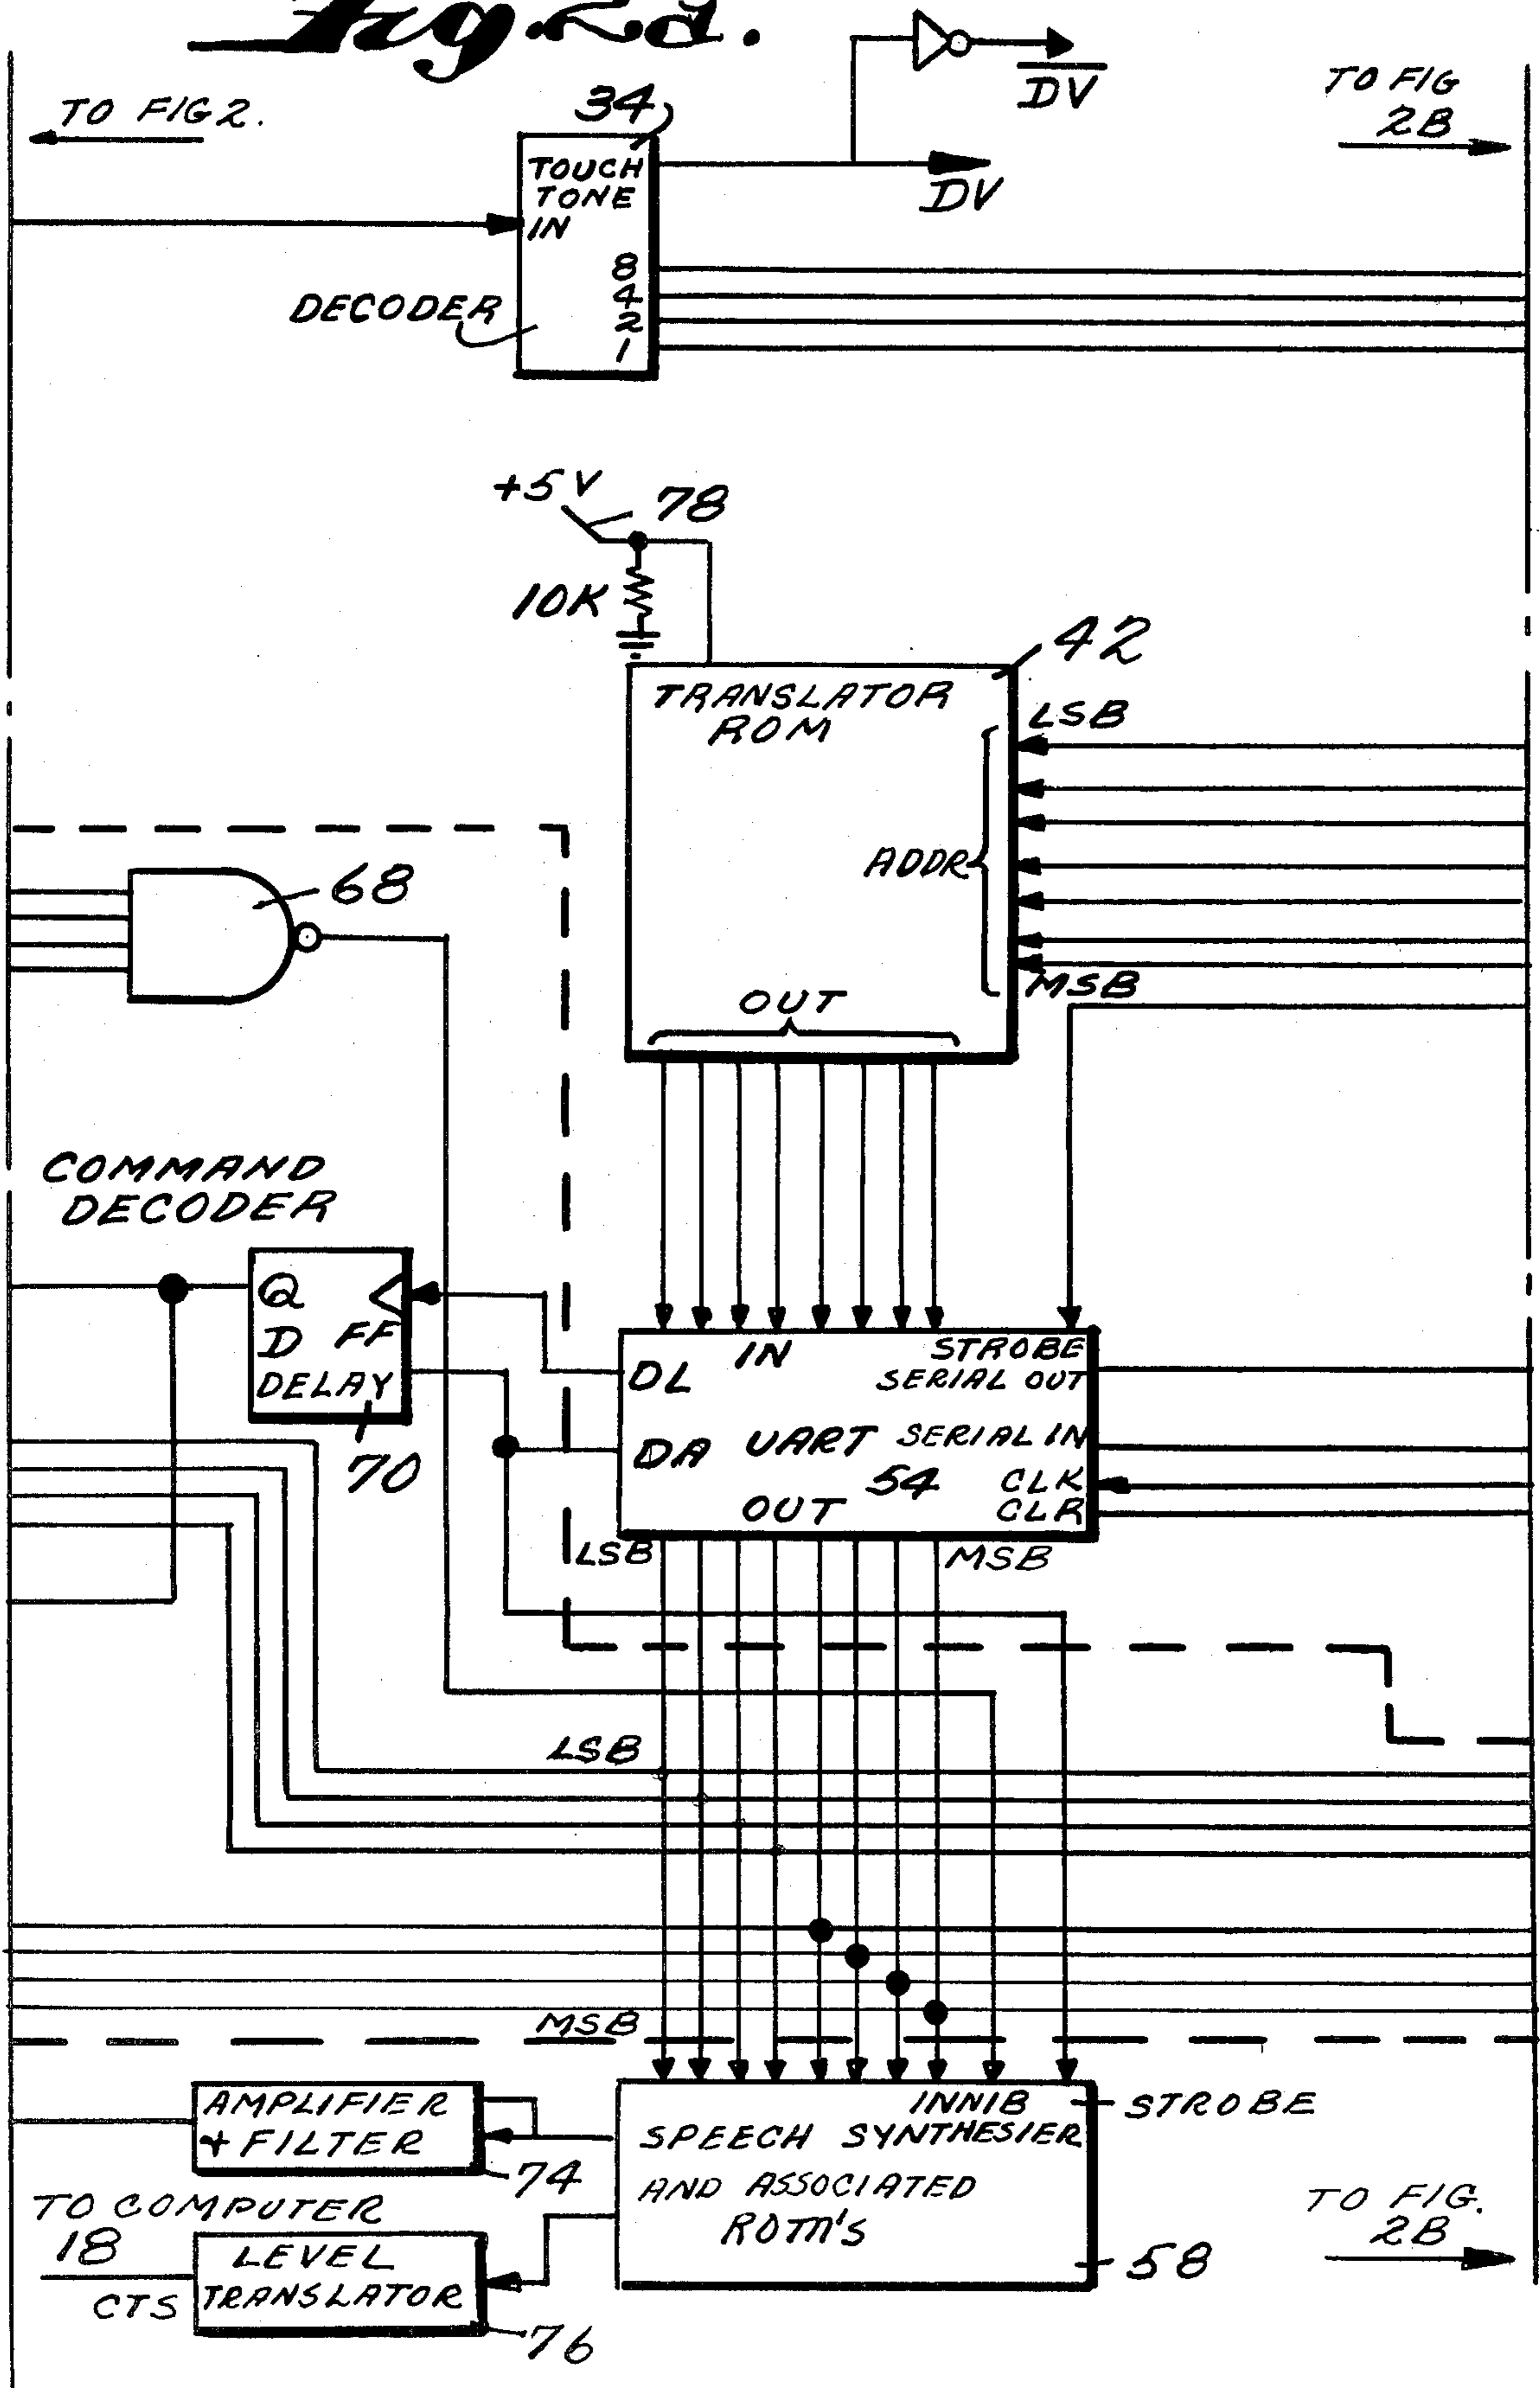 Fig. 2a.
TO FIG 2.
34
DV
TO FIG
2B
TOUCH
TONE
IN
DV
8
4
2
1
DECODER
+5V
78
10K
42
TRANSLATOR
ROM
LSB
ADDR
68
MSB
OUT
COMMAND
DECODER
Q
D FF
DELAY
70
IN
STROBE
DL
SERIAL OUT
DA
UART
SERIAL IN
54
CLK
OUT
CLR
LSB
MSB
LSB
MSB
AMPLIFIER
+ FILTER
74
INNIB
STROBE
SPEECH SYNTHESIER
AND ASSOCIATED
ROM'S
58
TO COMPUTER
18
CTS
LEVEL
TRANSLATOR
76
TO FIG.
2B